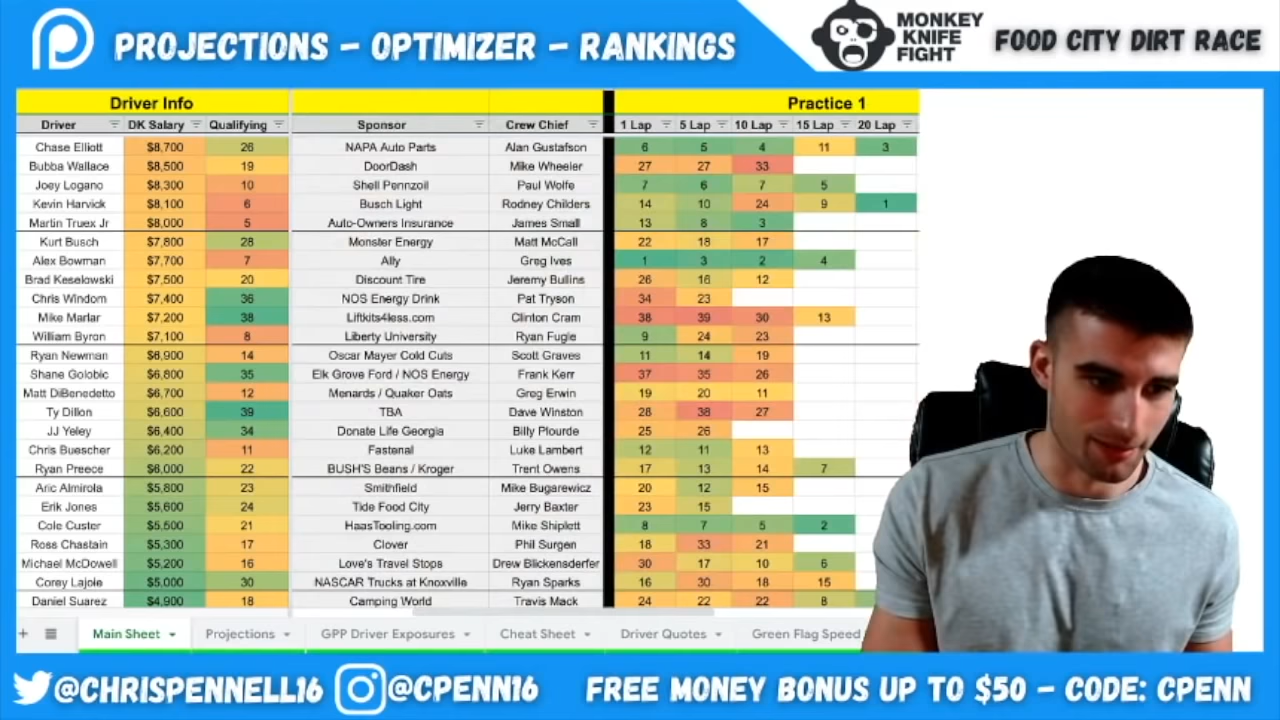 PROJECTIONS - OPTIMIZER - RANKINGS
MONKEY
KNIFE
FIGHT
FOOD CITY DIRT RACE
Driver Info
Practice 1
Driver DK Salary Qualifying Sponsor Crew Chief 1 Lap 5 Lap 10 Lap 15 Lap 20 Lap
Chase Elliott $8,700 26 NAPA Auto Parts Alan Gustafson 6 5 4 11 3
Bubba Wallace $8,500 19 DoorDash Mike Wheeler 27 27 33
Joey Logano $8,300 10 Shell Pennzoil Paul Wolfe 7 6 7 5
Kevin Harvick $8,100 6 Busch Light Rodney Childers 14 10 24 9 1
Martin Truex Jr $8,000 5 Auto-Owners Insurance James Small 13 8 3
Kurt Busch $7,800 28 Monster Energy Matt McCall 22 18 17
Alex Bowman $7,700 7 Ally Greg Ives 1 3 2 4
Brad Keselowski $7,500 20 Discount Tire Jeremy Bullins 26 16 12
Chris Windom $7,400 36 NOS Energy Drink Pat Tryson 34 23
Mike Marlar $7,200 38 Liftkits4less.com Clinton Cram 38 39 30 13
William Byron $7,100 8 Liberty University Ryan Fugle 9 24 23
Ryan Newman $6,900 14 Oscar Mayer Cold Cuts Scott Graves 11 14 19
Shane Golobic $6,800 35 Elk Grove Ford / NOS Energy Frank Kerr 37 35 26
Matt DiBenedetto $6,700 12 Menards / Quaker Oats Greg Erwin 19 20 11
Ty Dillon $6,600 39 TBA Dave Winston 28 38 27
JJ Yeley $6,400 34 Donate Life Georgia Billy Plourde 25 26
Chris Buescher $6,200 11 Fastenal Luke Lambert 12 11 13
Ryan Preece $6,000 22 BUSH'S Beans / Kroger Trent Owens 17 13 14 7
Aric Almirola $5,800 23 Smithfield Mike Bugarewicz 20 12 15
Erik Jones $5,600 24 Tide Food City Jerry Baxter 23 15
Cole Custer $5,500 21 HaasTooling.com Mike Shiplett 8 7 5 2
Ross Chastain $5,300 17 Clover Phil Surgen 18 33 21
Michael McDowell $5,200 16 Love's Travel Stops Drew Blickensderfer 30 17 10 6
Corey Lajoie $5,000 30 NASCAR Trucks at Knoxville Ryan Sparks 16 30 18 15
Daniel Suarez $4,900 18 Camping World Travis Mack 24 22 22 8
+ Main Sheet Projections GPP Driver Exposures Cheat Sheet Driver Quotes Green Flag Speed
@CHRISPENNELL16 @CPENN16 FREE MONEY BONUS UP TO $50 - CODE: CPENN